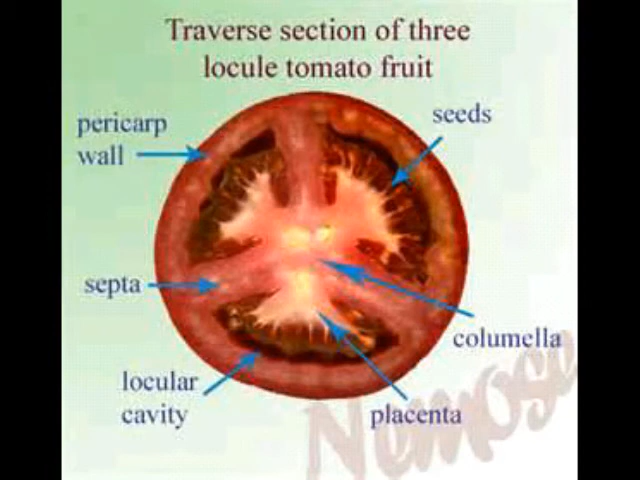 Traverse section of three
locule tomato fruit
pericarp
wall
seeds
septa
columella
locular
cavity
placenta
Nemose